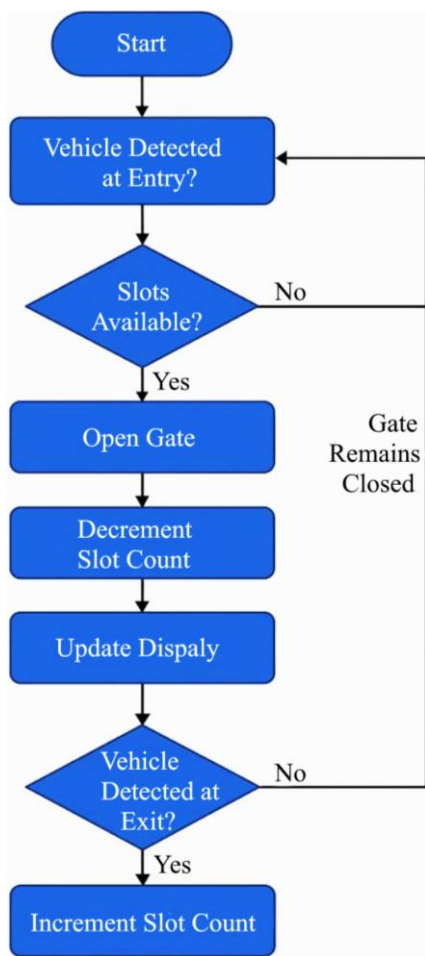 Start
Vehicle Detected
at Entry?
Slots
Available?
No
Yes
Open Gate
Gate
Remains
Closed
Decrement
Slot Count
Update Dispaly
Vehicle
Detected at
Exit?
No
Yes
Increment Slot Count